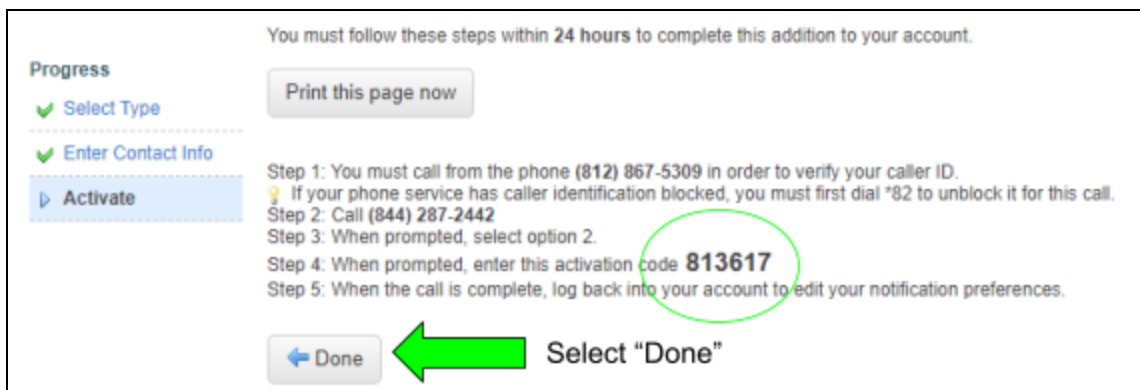 You must follow these steps within 24 hours to complete this addition to your account.
Progress
Print this page now
Select Type
Enter Contact Info
Activate
Step 1: You must call from the phone (812) 867-5309 in order to verify your caller ID.
If your phone service has caller identification blocked, you must first dial *82 to unblock it for this call.
Step 2: Call (844) 287-2442
Step 3: When prompted, select option 2.
Step 4: When prompted, enter this activation code 813617
Step 5: When the call is complete, log back into your account to edit your notification preferences.
Done
Select “Done”